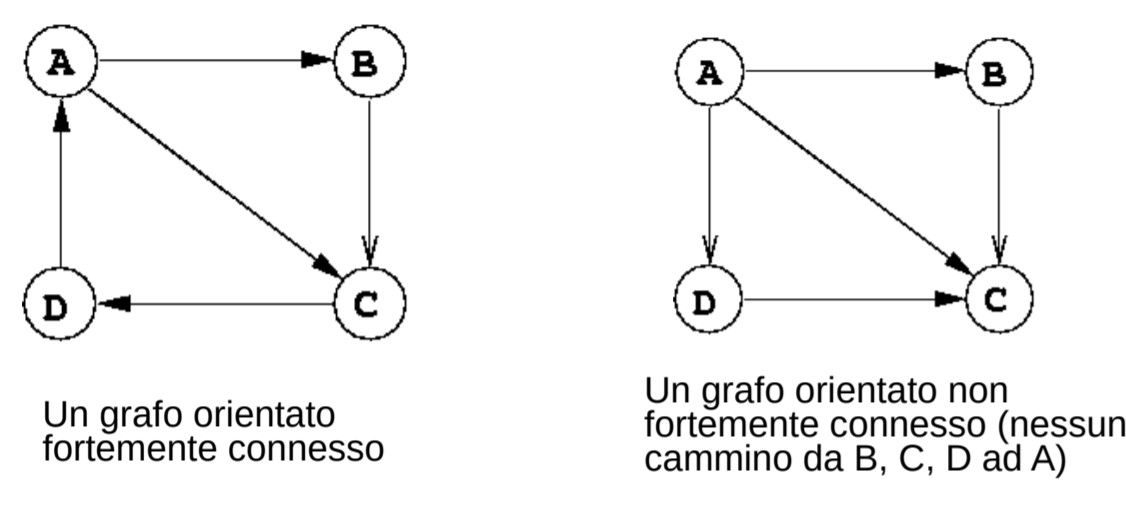 A
B
D
C
Un grafo orientato
fortemente connesso
A
B
D
C
Un grafo orientato non
fortemente connesso (nessun
cammino da B, C, D ad A)